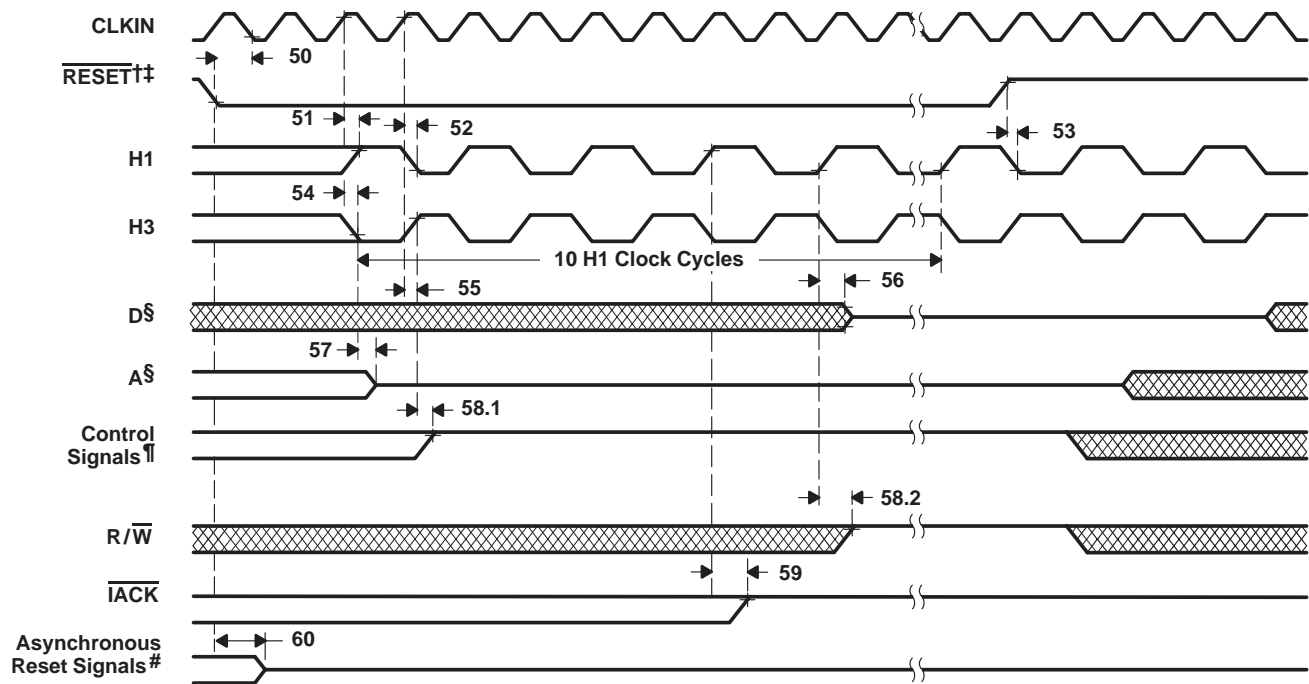 CLKIN
50
RESET†‡
51
52
53
H1
54
H3
10 H1 Clock Cycles
55
56
D§
57
A§
58.1
Control
Signals¶
58.2
R/W
59
IACK
60
Asynchronous
Reset Signals#